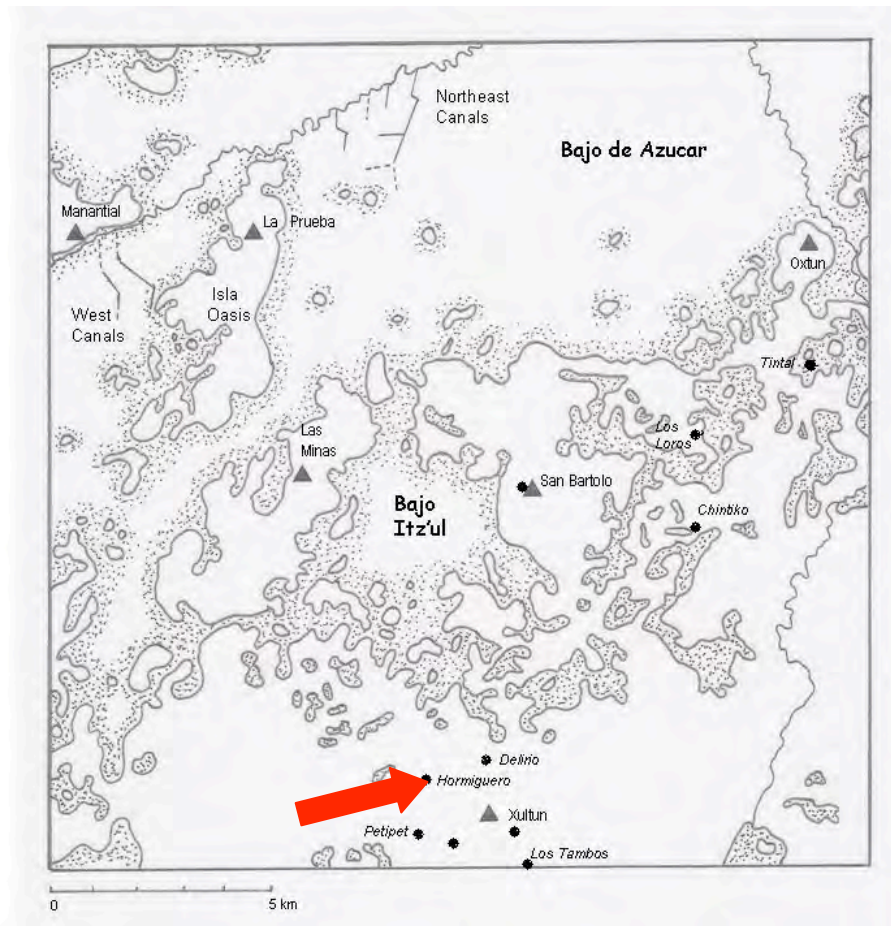 Northeast
Canals
Bajo de Azucar
Manantial
La Prueba
Oxtun
Isla
Oasis
West
Canals
Tintal
Las
Minas
Los
Loros
San Bartolo
Bajo
Itz'ul
Chintiko
Delirio
Hormiguero
Xultun
Petipet
Los Tambos
0 5 km